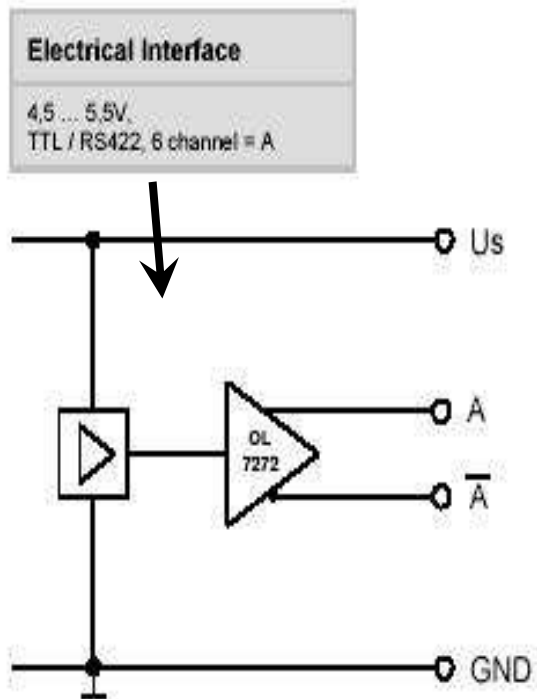 Electrical Interface
4,5 ... 5,5V,
TTL / RS422, 6 channel = A
Us
A
OL
7272
A̅
GND